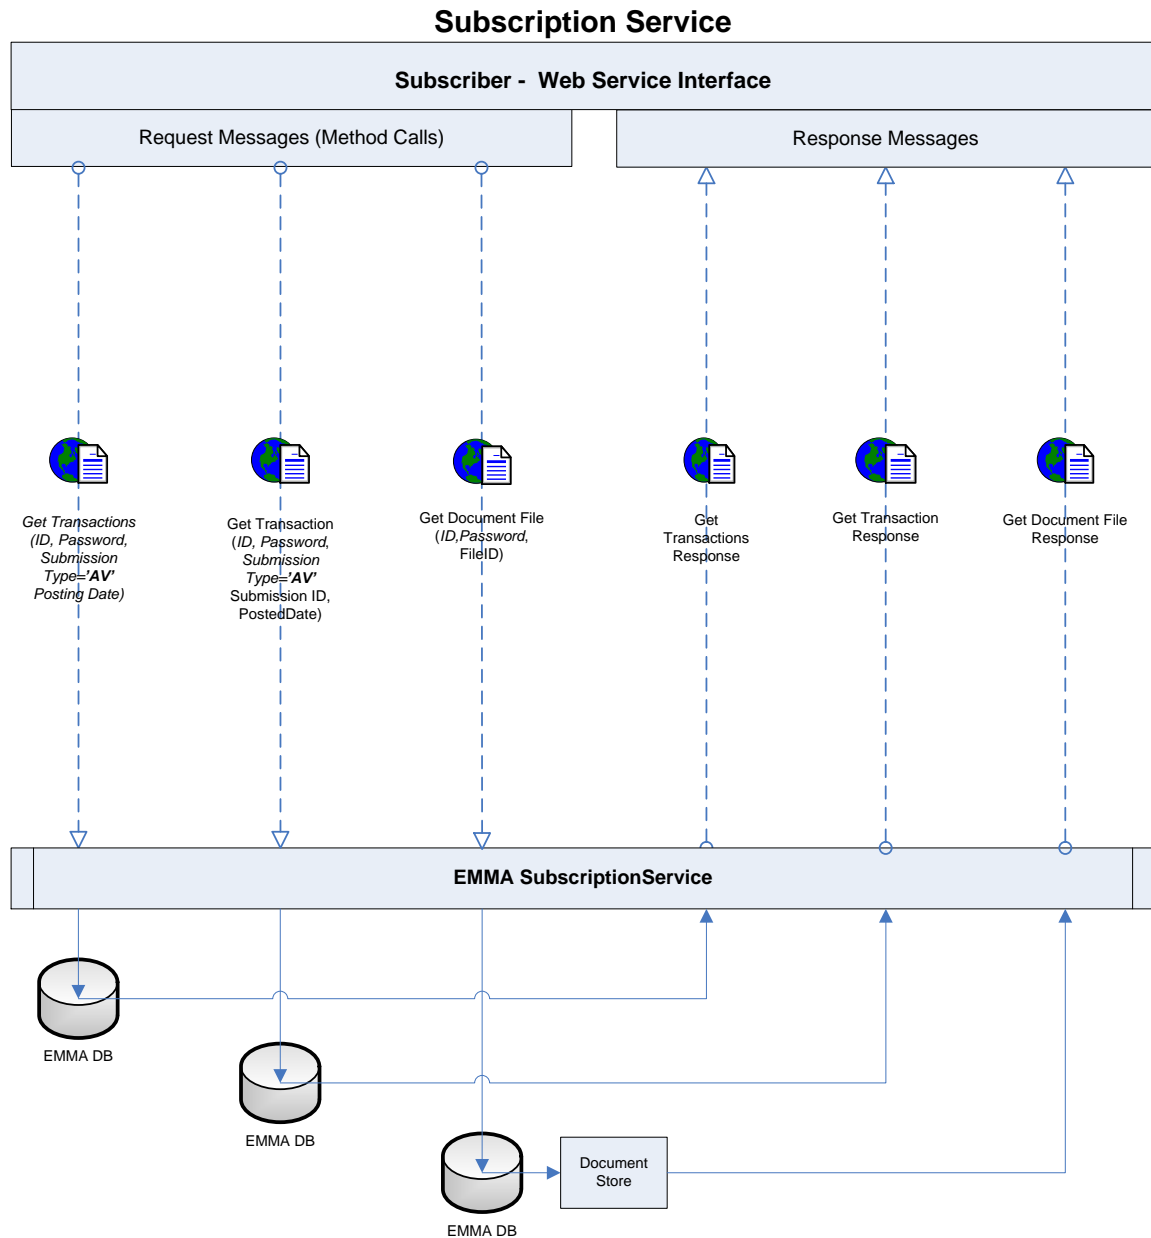 Subscription Service
Subscriber - Web Service Interface
Request Messages (Method Calls)
Response Messages
Get Transactions
(ID, Password,
Submission
Type='AV'
Posting Date)
Get Transaction
(ID, Password,
Submission
Type='AV'
Submission ID,
PostedDate)
Get Document File
(ID,Password,
FileID)
Get
Transactions
Response
Get Transaction
Response
Get Document File
Response
EMMA SubscriptionService
EMMA DB
EMMA DB
EMMA DB
Document
Store